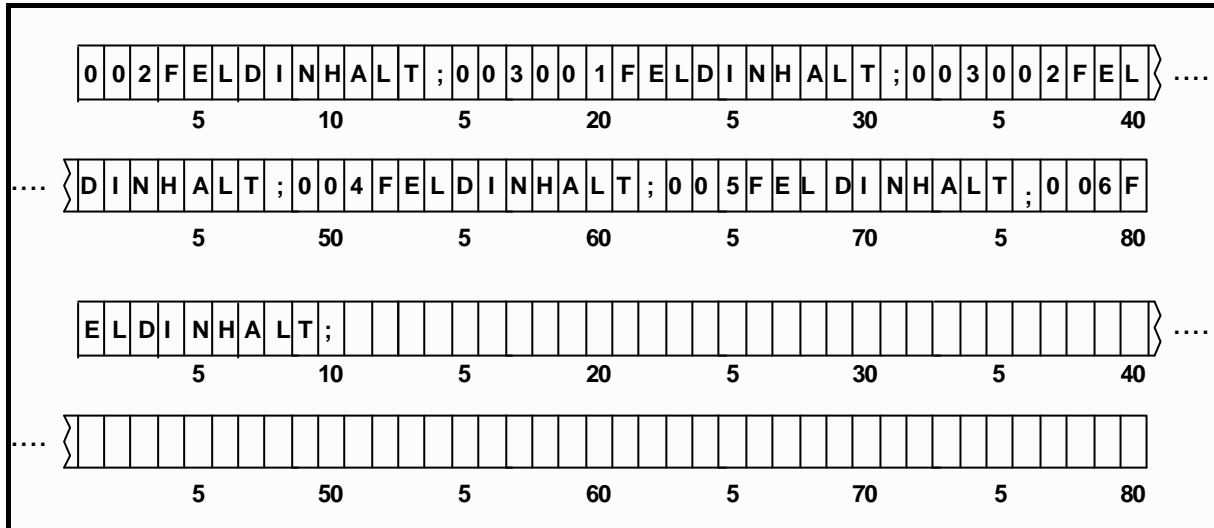 002FELDINHALT;003001FELDINHALT;003002FEL ....
5 10 5 20 5 30 5 40
.... DINHALT;004FELDINHALT;005FELDINHALT;006F
5 50 5 60 5 70 5 80
ELDINHALT; ....
5 10 5 20 5 30 5 40
....
5 50 5 60 5 70 5 80